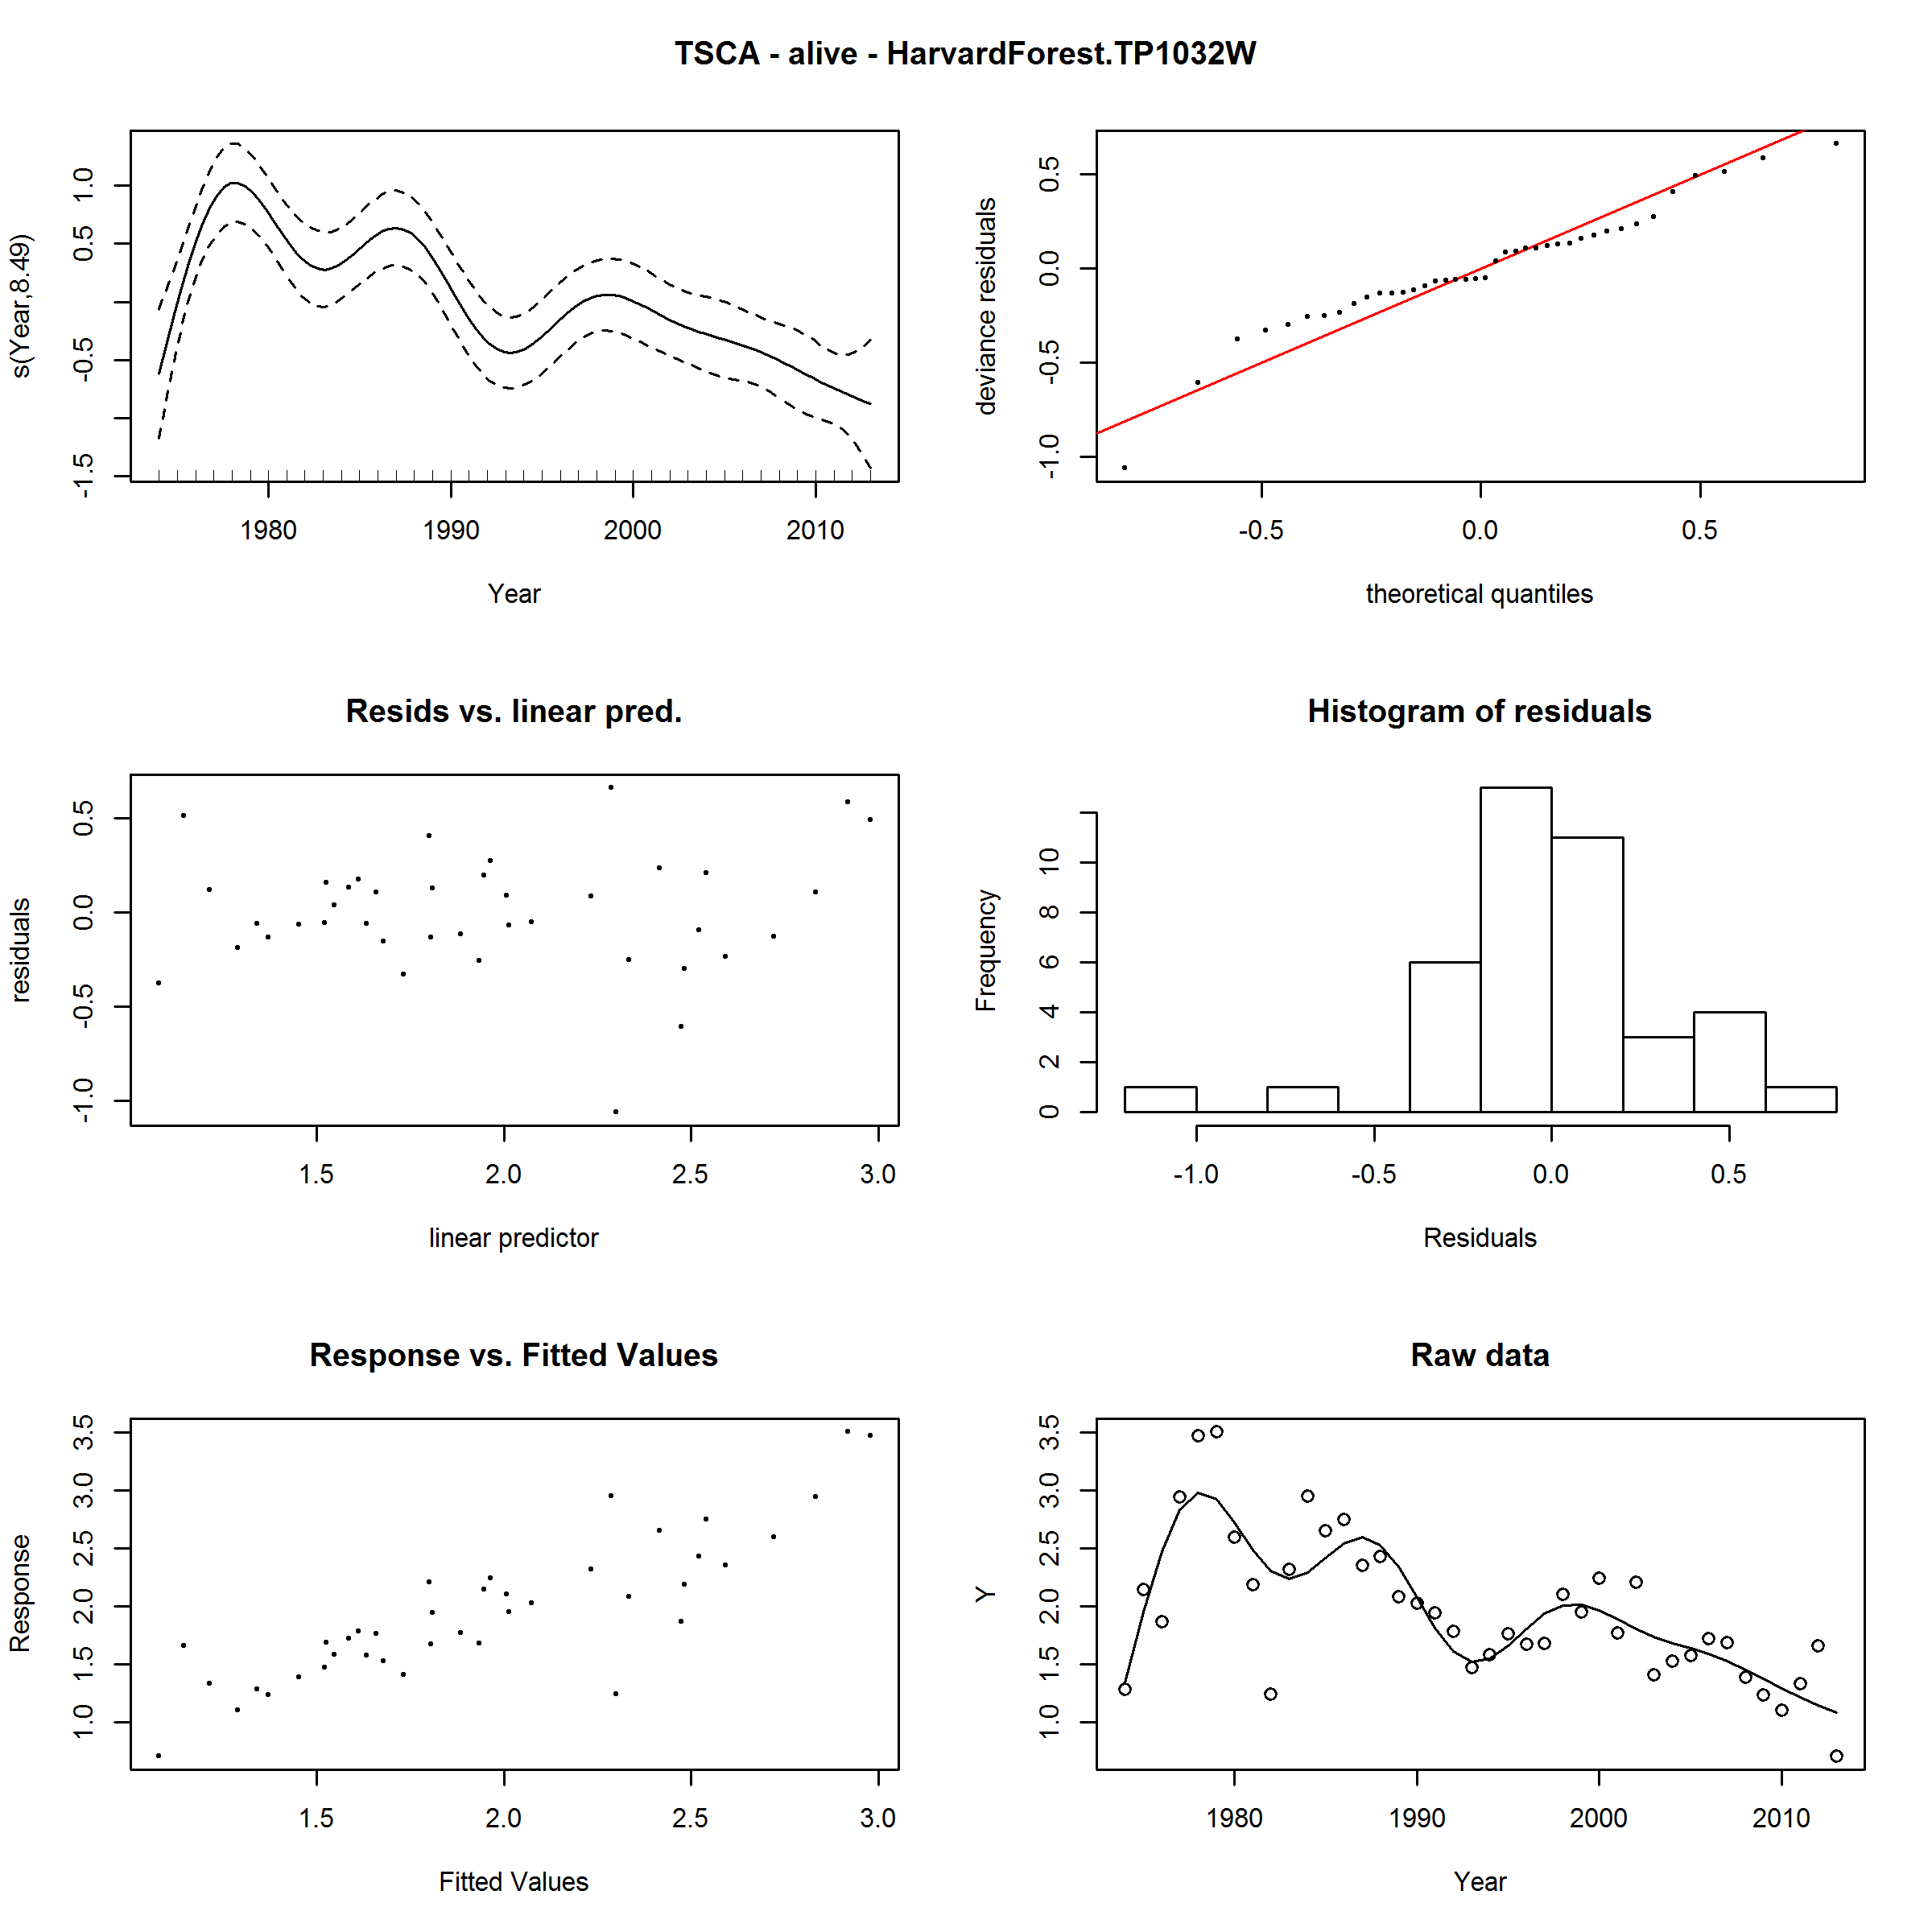 TSCA - alive - HarvardForest.TP1032W
s(Year,8.49)
-1.5 -0.5 0.5 1.0
1980 1990 2000 2010
Year
deviance residuals
-1.0 -0.5 0.0 0.5
-0.5 0.0 0.5
theoretical quantiles
Resids vs. linear pred.
residuals
-1.0 -0.5 0.0 0.5
1.5 2.0 2.5 3.0
linear predictor
Histogram of residuals
Frequency
0 2 4 6 8 10
-1.0 -0.5 0.0 0.5
Residuals
Response vs. Fitted Values
Response
1.0 1.5 2.0 2.5 3.0 3.5
1.5 2.0 2.5 3.0
Fitted Values
Raw data
Y
1.0 1.5 2.0 2.5 3.0 3.5
1980 1990 2000 2010
Year